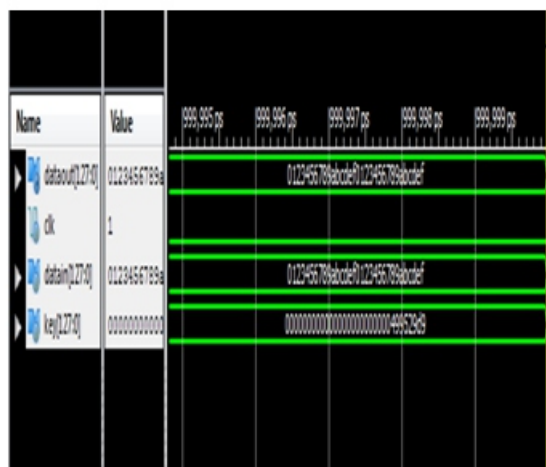 Name Value 999,995 ps 999,996 ps 999,997 ps 999,998 ps 999,999 ps
dataout[127:0] 0123456789a 0123456789abcdef0123456789abcdef
clk 1
datain[127:0] 0123456789a 0123456789abcdef0123456789abcdef
key[127:0] 00000000000